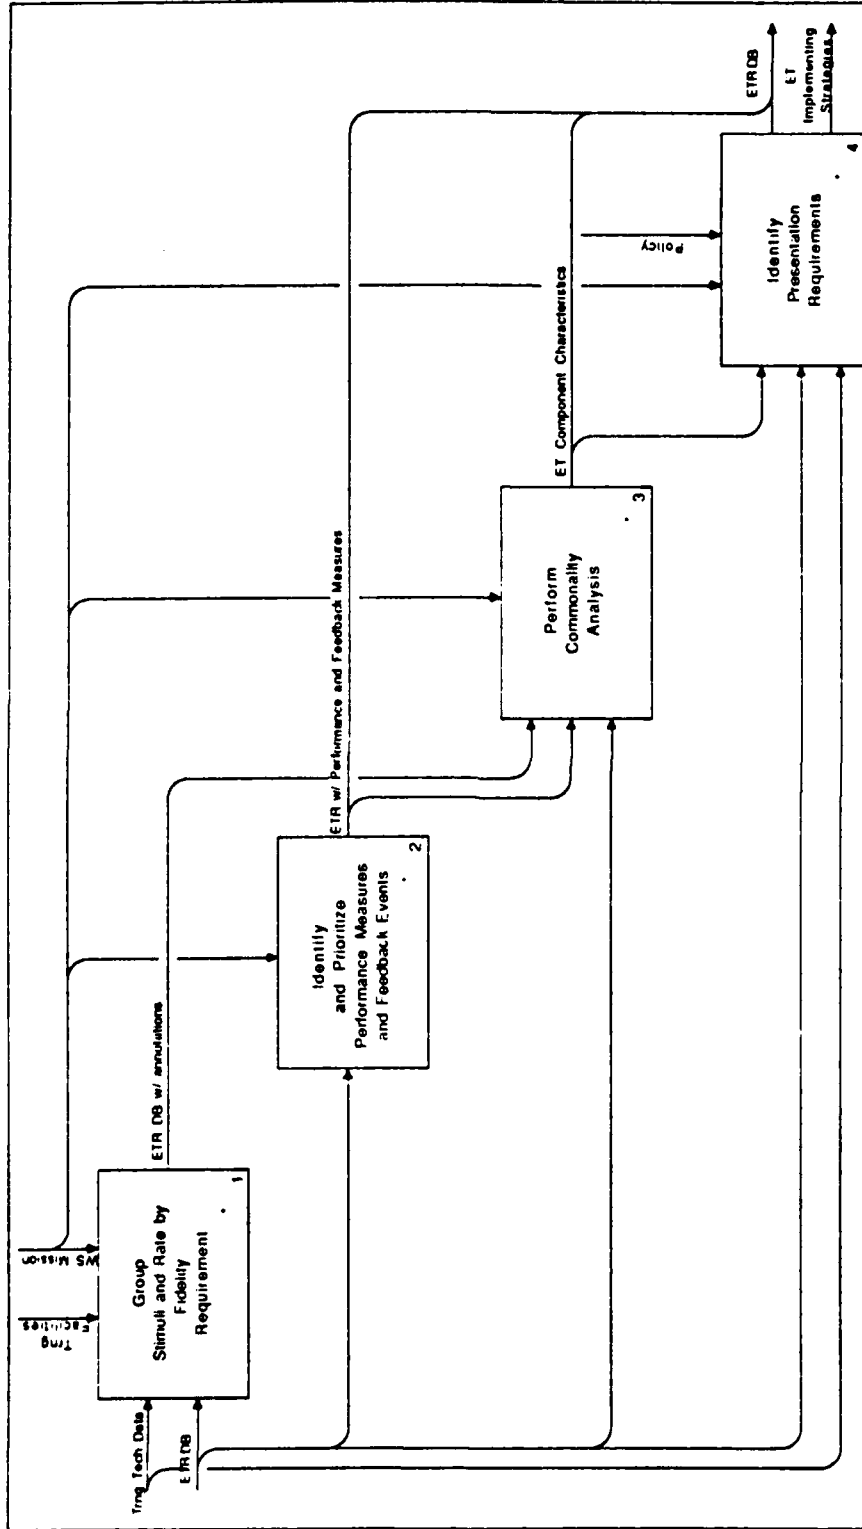 Trng
Facilities
WS Mission
Trng Tech Data
ETR DB
Group
Stimuli and Rate by
Fidelity
Requirement
1
ETR DB w/ annotations
Identify
and Prioritize
Performance Measures
and Feedback Events
2
ETR w/ Performance and Feedback Measures
Perform
Commonality
Analysis
3
ET Component Characteristics
Policy
Identify
Presentation
Requirements
4
ETR DB
ET
Implementing
Strategies